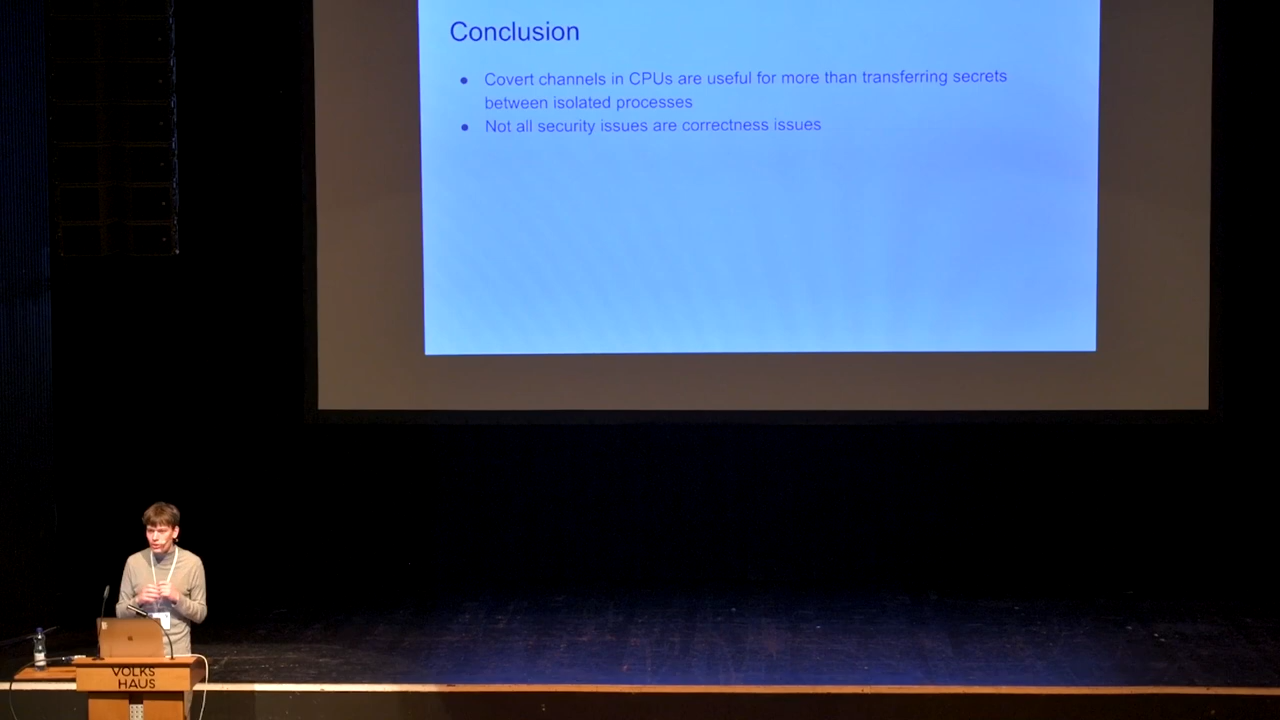 Conclusion
● Covert channels in CPUs are useful for more than transferring secrets
between isolated processes
● Not all security issues are correctness issues
VOLKS
HAUS